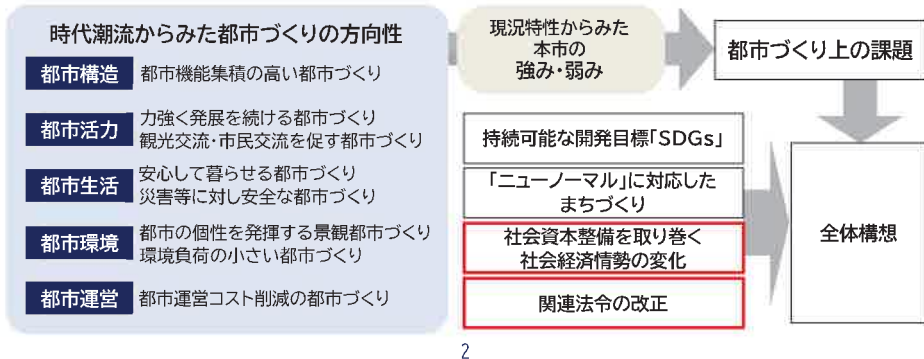 時代潮流からみた都市づくりの方向性
都市構造 都市機能集積の高い都市づくり
都市活力 力強く発展を続ける都市づくり
観光交流・市民交流を促す都市づくり
都市生活 安心して暮らせる都市づくり
災害等に対し安全な都市づくり
都市環境 都市の個性を発揮する景観都市づくり
環境負荷の小さい都市づくり
都市運営 都市運営コスト削減の都市づくり
現況特性からみた
本市の
強み・弱み
都市づくり上の課題
持続可能な開発目標「SDGs」
「ニューノーマル」に対応した
まちづくり
社会資本整備を取り巻く
社会経済情勢の変化
関連法令の改正
全体構想
2